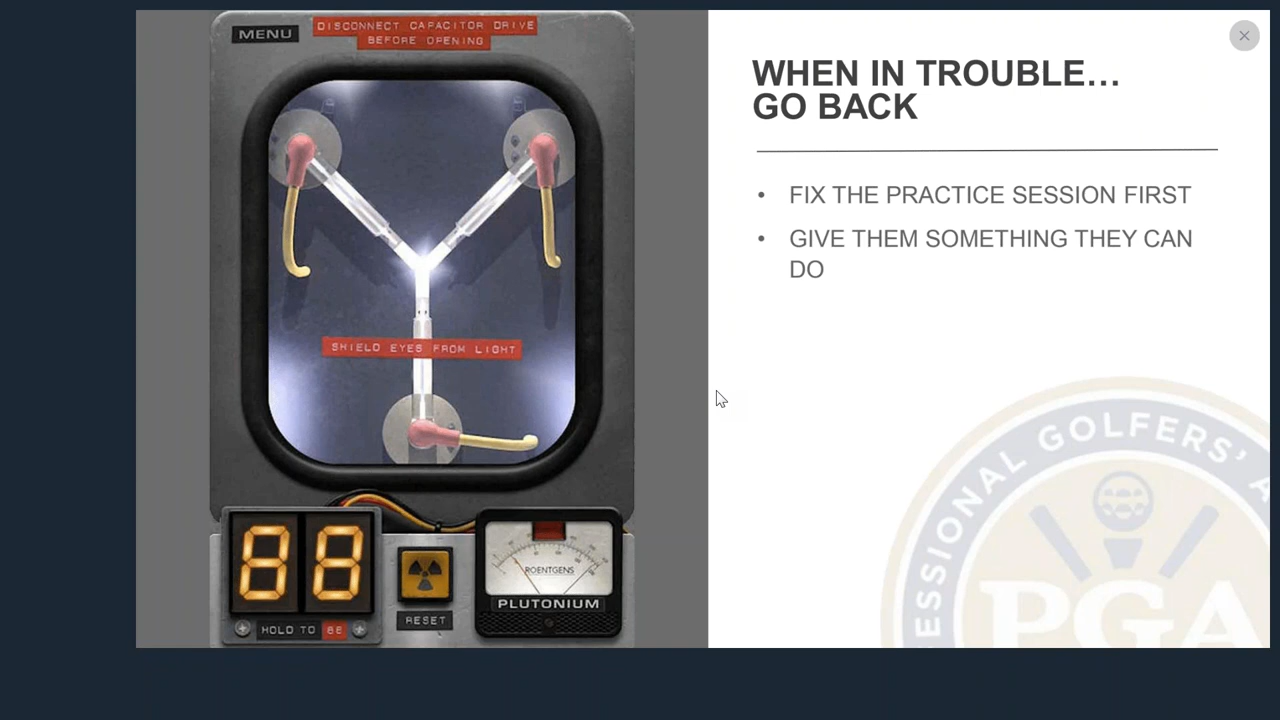 MENU
DISCONNECT CAPACITOR DRIVE
BEFORE OPENING
SHIELD EYES FROM LIGHT
88
HOLD TO 88
RESET
ROENTGENS
PLUTONIUM
WHEN IN TROUBLE…
GO BACK
• FIX THE PRACTICE SESSION FIRST
• GIVE THEM SOMETHING THEY CAN
DO
ESSIONAL GOLFERS' A
PGA